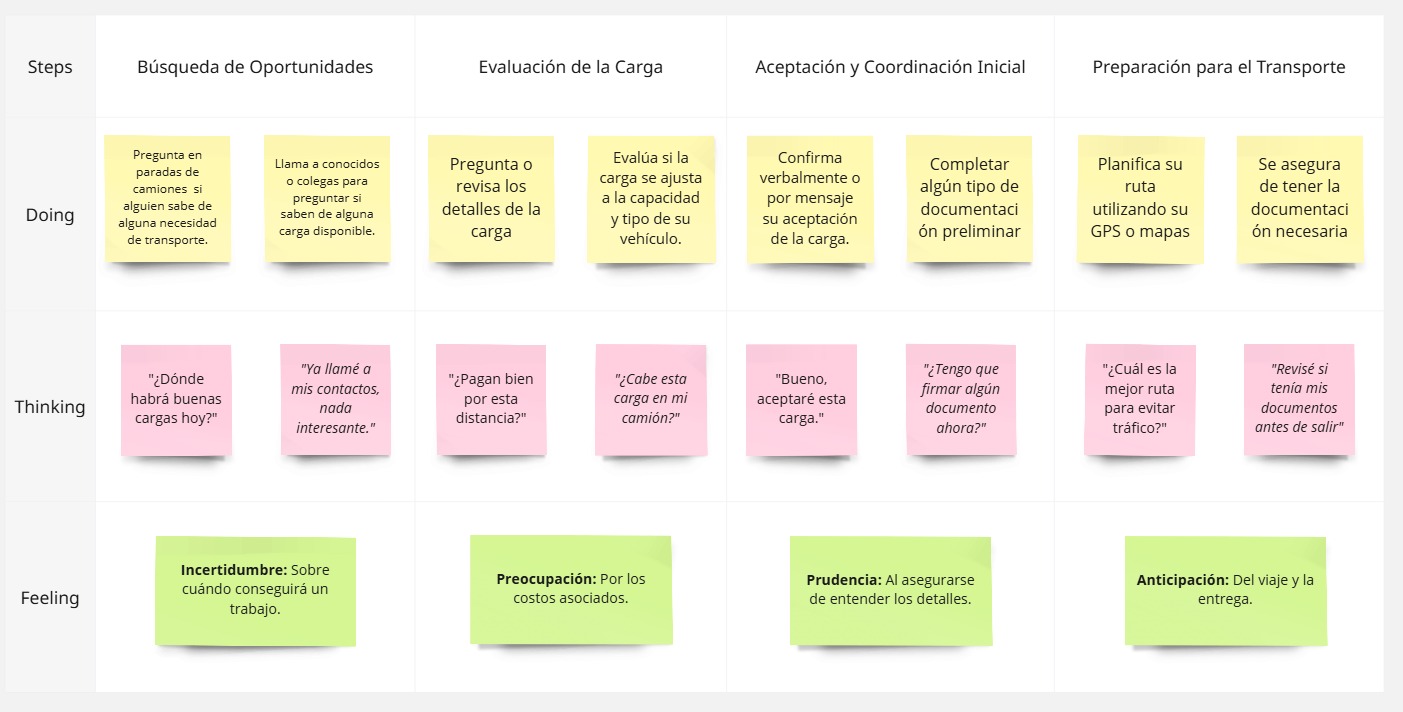 Steps
Búsqueda de Oportunidades
Evaluación de la Carga
Aceptación y Coordinación Inicial
Preparación para el Transporte
Doing
Pregunta en
paradas de
camiones si
alguien sabe de
alguna necesidad
de transporte.
Llama a conocidos
o colegas para
preguntar si
saben de alguna
carga disponible.
Pregunta o
revisa los
detalles de la
carga
Evalúa si la
carga se ajusta
a la capacidad
y tipo de su
vehículo.
Confirma
verbalmente o
por mensaje
su aceptación
de la carga.
Completar
algún tipo de
documentaci
ón preliminar
Planifica su
ruta
utilizando su
GPS o mapas
Se asegura
de tener la
documentaci
ón necesaria
Thinking
"¿Dónde
habrá buenas
cargas hoy?"
"Ya llamé a
mis contactos,
nada
interesante."
"¿Pagan bien
por esta
distancia?"
"¿Cabe esta
carga en mi
camión?"
"Bueno,
aceptaré esta
carga."
"¿Tengo que
firmar algún
documento
ahora?"
"¿Cuál es la
mejor ruta
para evitar
tráfico?"
"Revisé si
tenía mis
documentos
antes de salir"
Feeling
Incertidumbre: Sobre
cuándo conseguirá un
trabajo.
Preocupación: Por los
costos asociados.
Prudencia: Al asegurarse
de entender los detalles.
Anticipación: Del viaje y la
entrega.